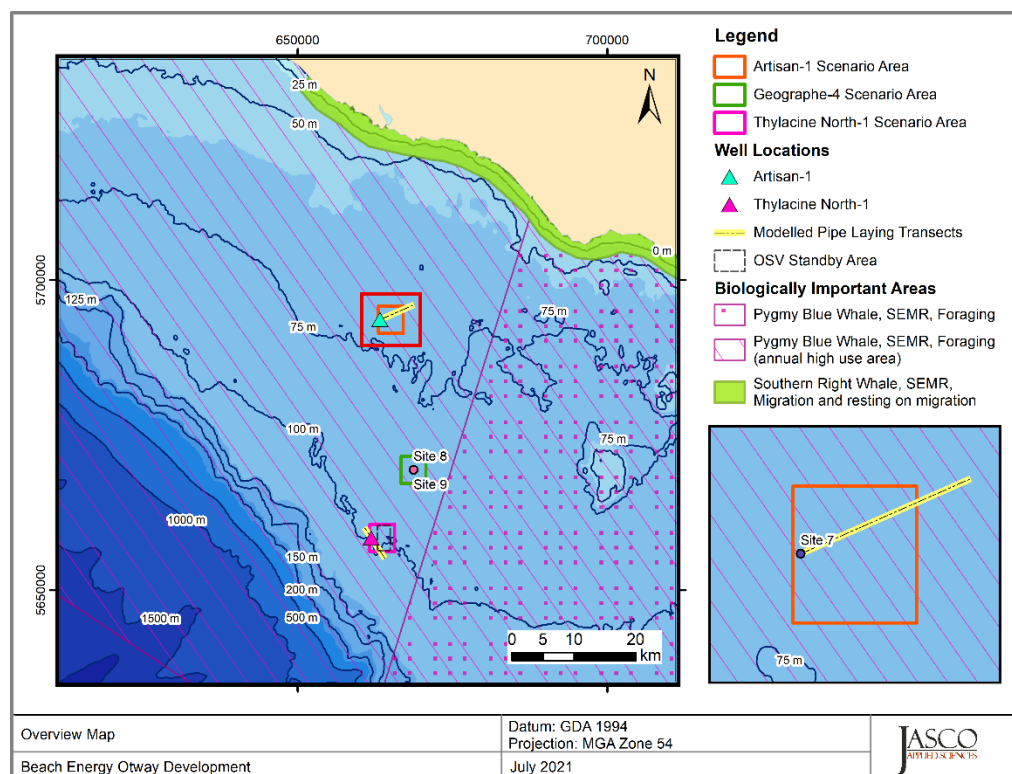 650000
700000
25 m
50 m
N
0 m
5700000
125 m
75 m
75 m
100 m
75 m
Site 8
Site 9
1000 m
150 m
5650000
200 m
500 m
1500 m
0 5 10 20
km
Legend
Artisan-1 Scenario Area
Geographe-4 Scenario Area
Thylacine North-1 Scenario Area
Well Locations
Artisan-1
Thylacine North-1
Modelled Pipe Laying Transects
OSV Standby Area
Biologically Important Areas
Pygmy Blue Whale, SEMR, Foraging
Pygmy Blue Whale, SEMR, Foraging
(annual high use area)
Southern Right Whale, SEMR,
Migration and resting on migration
Site 7
75 m
Overview Map
Datum: GDA 1994
Projection: MGA Zone 54
Beach Energy Otway Development
July 2021
JASCO
APPLIED SCIENCES